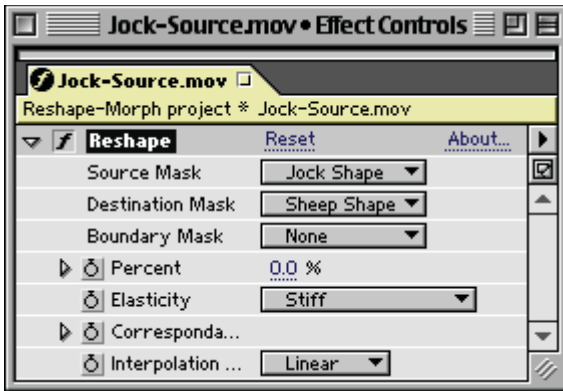 Jock-Source.mov • Effect Controls
Jock-Source.mov
Reshape-Morph project * Jock-Source.mov
Reshape Reset About...
Source Mask Jock Shape
Destination Mask Sheep Shape
Boundary Mask None
Percent 0.0 %
Elasticity Stiff
Corresponda...
Interpolation ... Linear